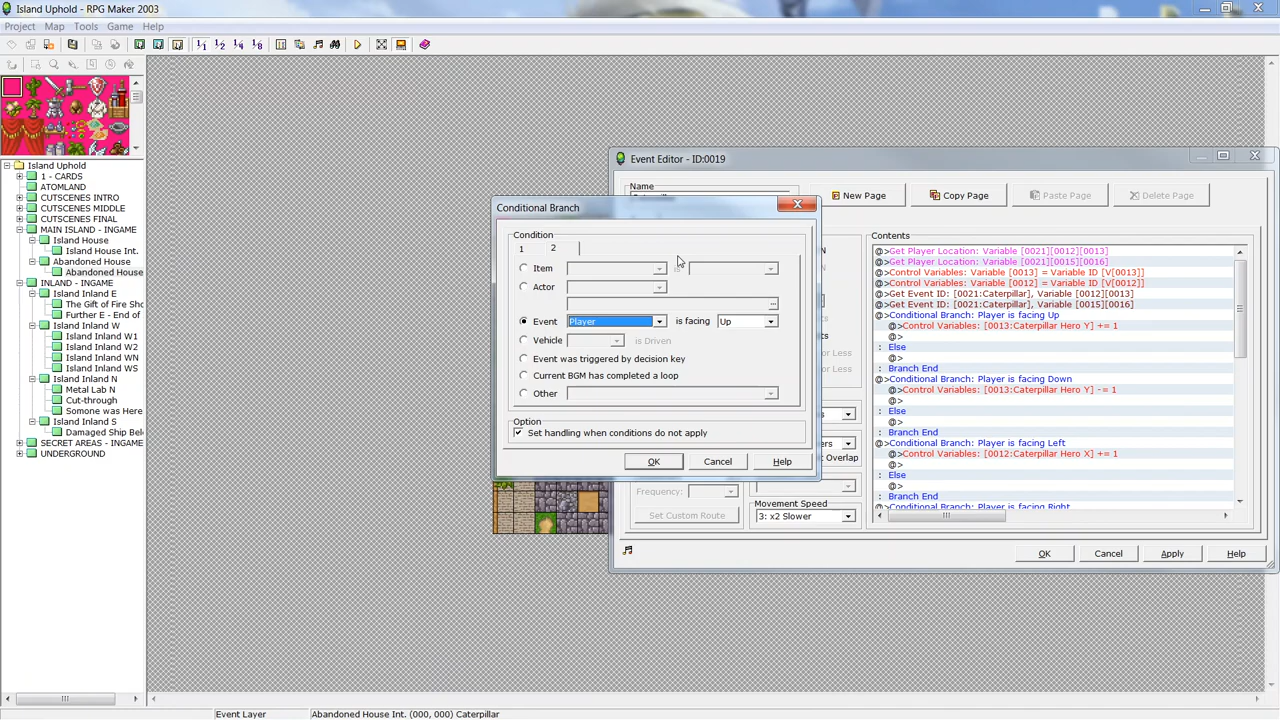 Island Uphold - RPG Maker 2003
Project Map Tools Game Help
Island Uphold
1 - CARDS
ATOMLAND
CUTSCENES INTRO
CUTSCENES MIDDLE
CUTSCENES FINAL
MAIN ISLAND - INGAME
Island House
Island House Int.
Abandoned House
Abandoned House
INLAND - INGAME
Island Inland E
The Gift of Fire Sho
Further E - End of
Island Inland W
Island Inland W1
Island Inland W2
Island Inland WN
Island Inland WS
Island Inland N
Metal Lab N
Cut-through
Somone was Here
Island Inland S
Damaged Ship Bel
SECRET AREAS - INGAME
UNDERGROUND
Event Editor - ID:0019
Name
New Page
Copy Page
Paste Page
Delete Page
Conditional Branch
Condition
1 2
Item is
Actor
Event Player is facing Up
Vehicle is Driven
Event was triggered by decision key
Current BGM has completed a loop
Other
Option
Set handling when conditions do not apply
OK Cancel Help
or Less
or Less
t Overlap
Frequency:
Set Custom Route
Movement Speed
3: x2 Slower
Contents
@>Get Player Location: Variable [0021][0012][0013]
@>Get Player Location: Variable [0021][0015][0016]
@>Control Variables: Variable [0013] = Variable ID [V[0013]]
@>Control Variables: Variable [0012] = Variable ID [V[0012]]
@>Get Event ID: [0021:Caterpillar], Variable [0012][0013]
@>Get Event ID: [0021:Caterpillar], Variable [0015][0016]
@>Conditional Branch: Player is facing Up
@>Control Variables: [0013:Caterpillar Hero Y] += 1
@>
: Else
@>
: Branch End
@>Conditional Branch: Player is facing Down
@>Control Variables: [0013:Caterpillar Hero Y] -= 1
@>
: Else
@>
: Branch End
@>Conditional Branch: Player is facing Left
@>Control Variables: [0012:Caterpillar Hero X] += 1
@>
: Else
@>
: Branch End
@>Conditional Branch: Player is facing Right
OK Cancel Apply Help
Event Layer
Abandoned House Int. (000, 000) Caterpillar